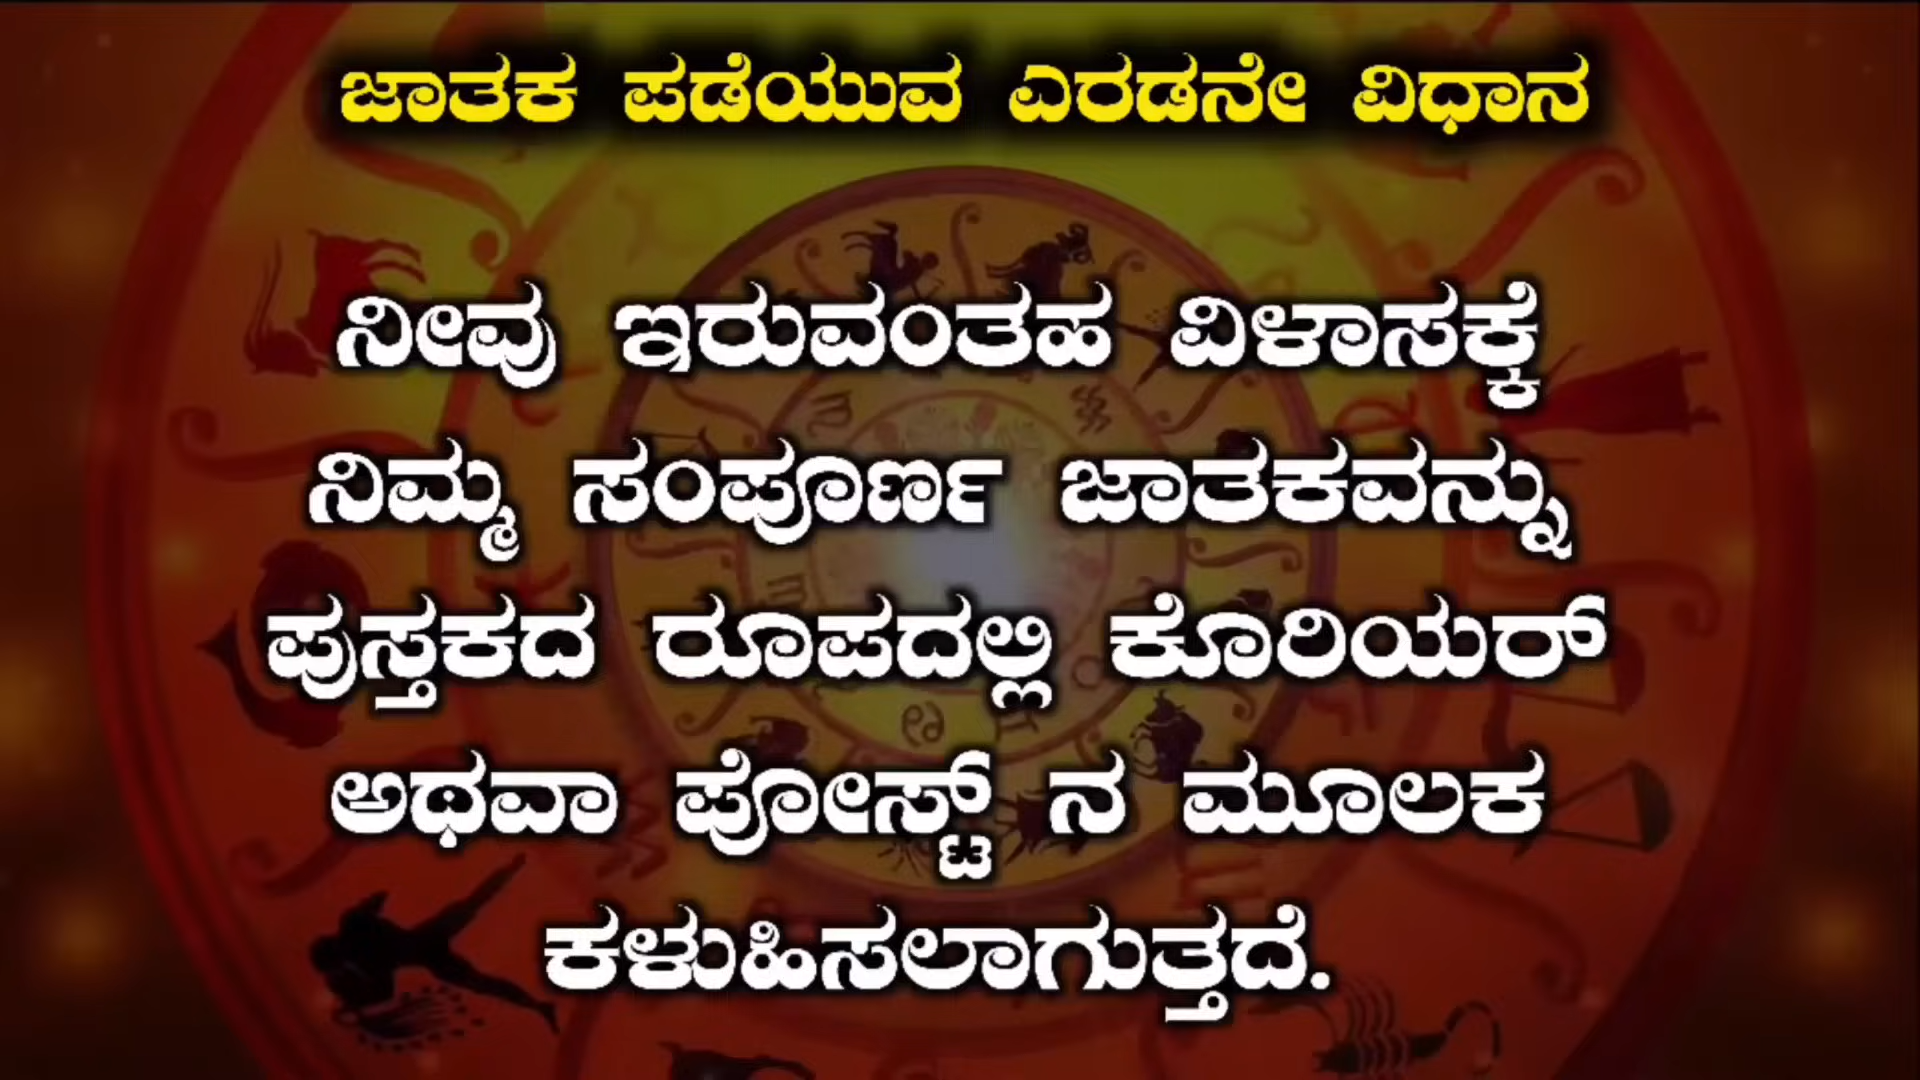 ಜಾತಕ ಪಡೆಯುವ ಎರಡನೇ ವಿಧಾನ
ನೀವು ಇರುವಂತಹ ವಿಳಾಸಕ್ಕೆ
ನಿಮ್ಮ ಸಂಪೂರ್ಣ ಜಾತಕವನ್ನು
ಪುಸ್ತಕದ ರೂಪದಲ್ಲಿ ಕೊರಿಯರ್
ಅಥವಾ ಪೋಸ್ಟ್ ನ ಮೂಲಕ
ಕಳುಹಿಸಲಾಗುತ್ತದೆ.